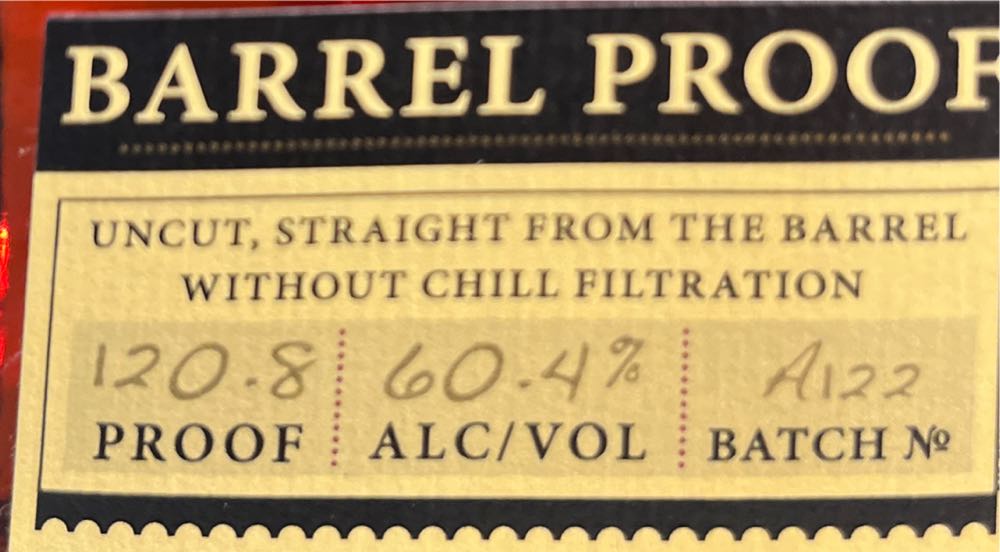 BARREL PROOF
UNCUT, STRAIGHT FROM THE BARREL
WITHOUT CHILL FILTRATION
120.8 60.4% A122
PROOF ALC/VOL BATCH Nº